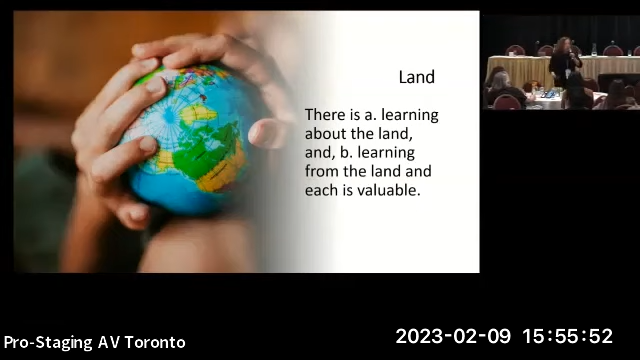 Land
There is a. learning
about the land,
and, b. learning
from the land and
each is valuable.
Pro-Staging AV Toronto
2023-02-09 15:55:52